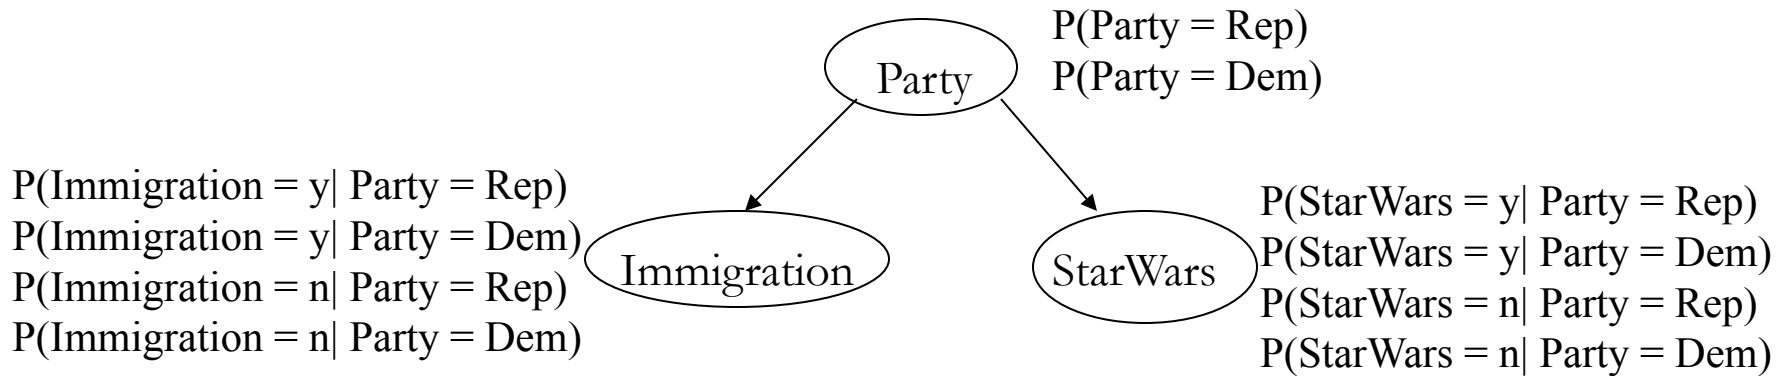 P(Party = Rep)
P(Party = Dem)
Party
P(Immigration = y| Party = Rep)
P(Immigration = y| Party = Dem)
P(Immigration = n| Party = Rep)
P(Immigration = n| Party = Dem)
Immigration
StarWars
P(StarWars = y| Party = Rep)
P(StarWars = y| Party = Dem)
P(StarWars = n| Party = Rep)
P(StarWars = n| Party = Dem)